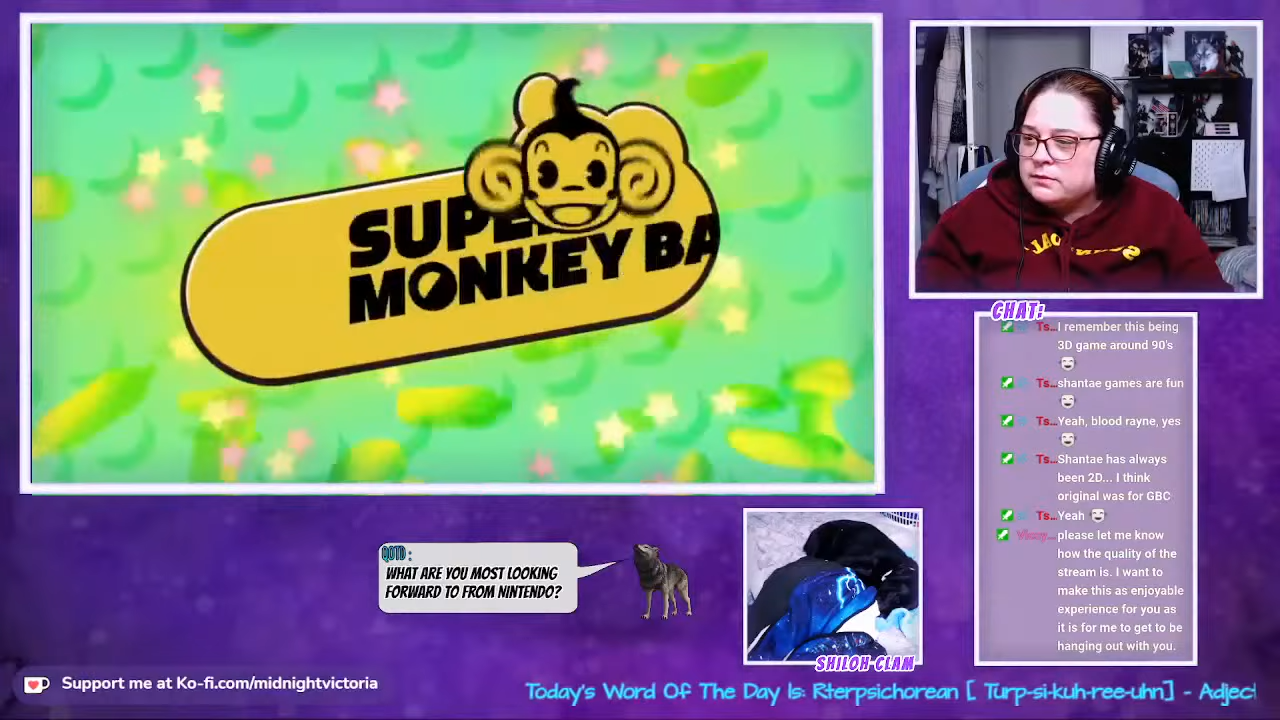 SUPE
MONKEY BA
CHAT:
Ts... I remember this being
3D game around 90's
Ts... shantae games are fun
Ts... Yeah, blood rayne, yes
Ts... Shantae has always
been 2D... I think
original was for GBC
Ts... Yeah
please let me know
how the quality of the
stream is. I want to
make this as enjoyable
experience for you as
it is for me to get to be
hanging out with you.
QOTD:
WHAT ARE YOU MOST LOOKING
FORWARD TO FROM NINTENDO?
SHILOH CLAM
Support me at Ko-fi.com/midnightvictoria
Today's Word Of The Day Is: Rterpsichorean [ Turp-si-kuh-ree-uhn] - Adjec